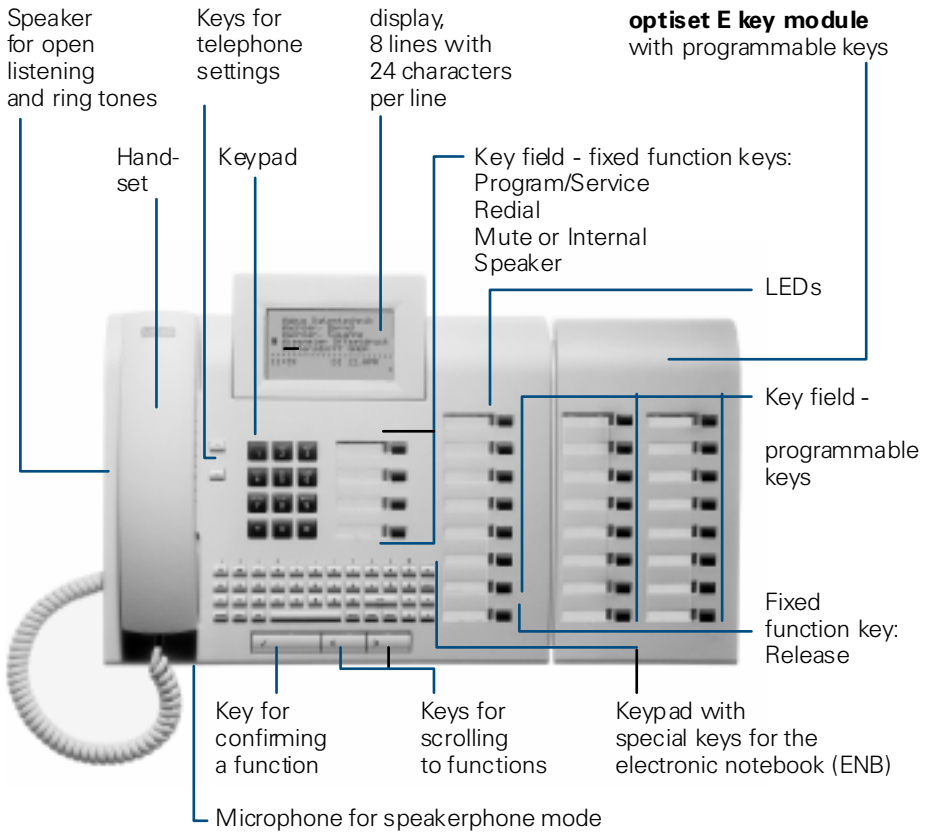 Speaker
for open
listening
and ring tones
Keys for
telephone
settings
display,
8 lines with
24 characters
per line
optiset E key module
with programmable keys
Hand-
set
Keypad
Key field - fixed function keys:
Program/Service
Redial
Mute or Internal
Speaker
LEDs
Key field -
programmable
keys
Fixed
function key:
Release
Key for
confirming
a function
Keys for
scrolling
to functions
Keypad with
special keys for the
electronic notebook (ENB)
Microphone for speakerphone mode